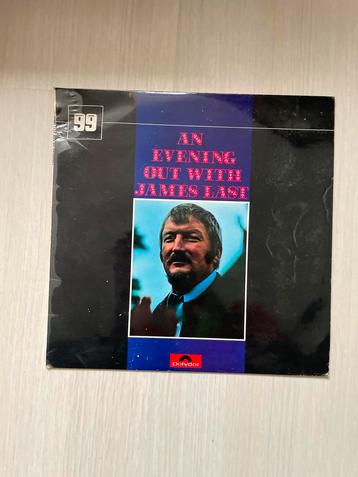 99
AN
EVENING
OUT WITH
JAMES LAST
Polydor